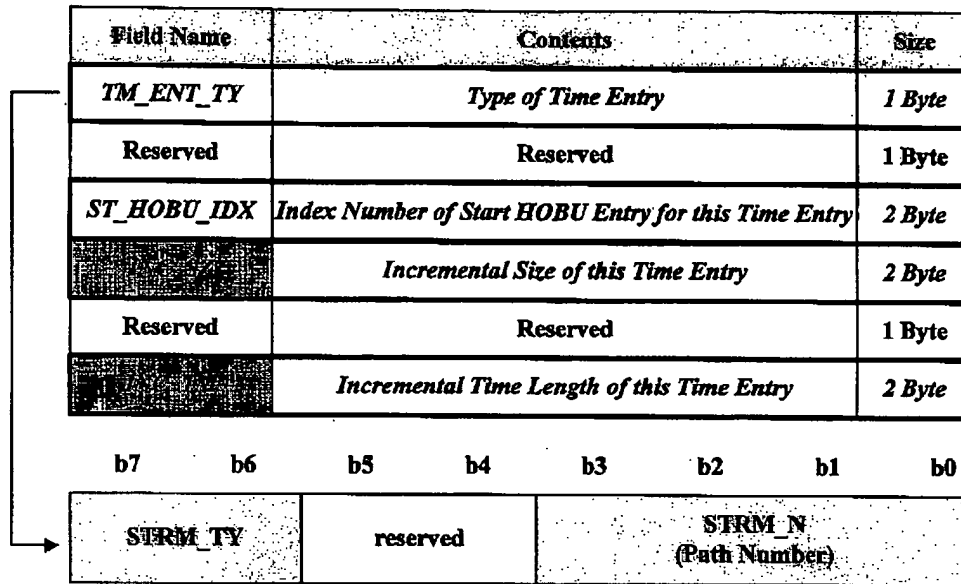 Field Name Contents Size
TM_ENT_TY Type of Time Entry 1 Byte
Reserved Reserved 1 Byte
ST_HOBU_IDX Index Number of Start HOBU Entry for this Time Entry 2 Byte
Incremental Size of this Time Entry 2 Byte
Reserved Reserved 1 Byte
Incremental Time Length of this Time Entry 2 Byte
b7 b6 b5 b4 b3 b2 b1 b0
STRM_TY reserved STRM_N
(Path Number)